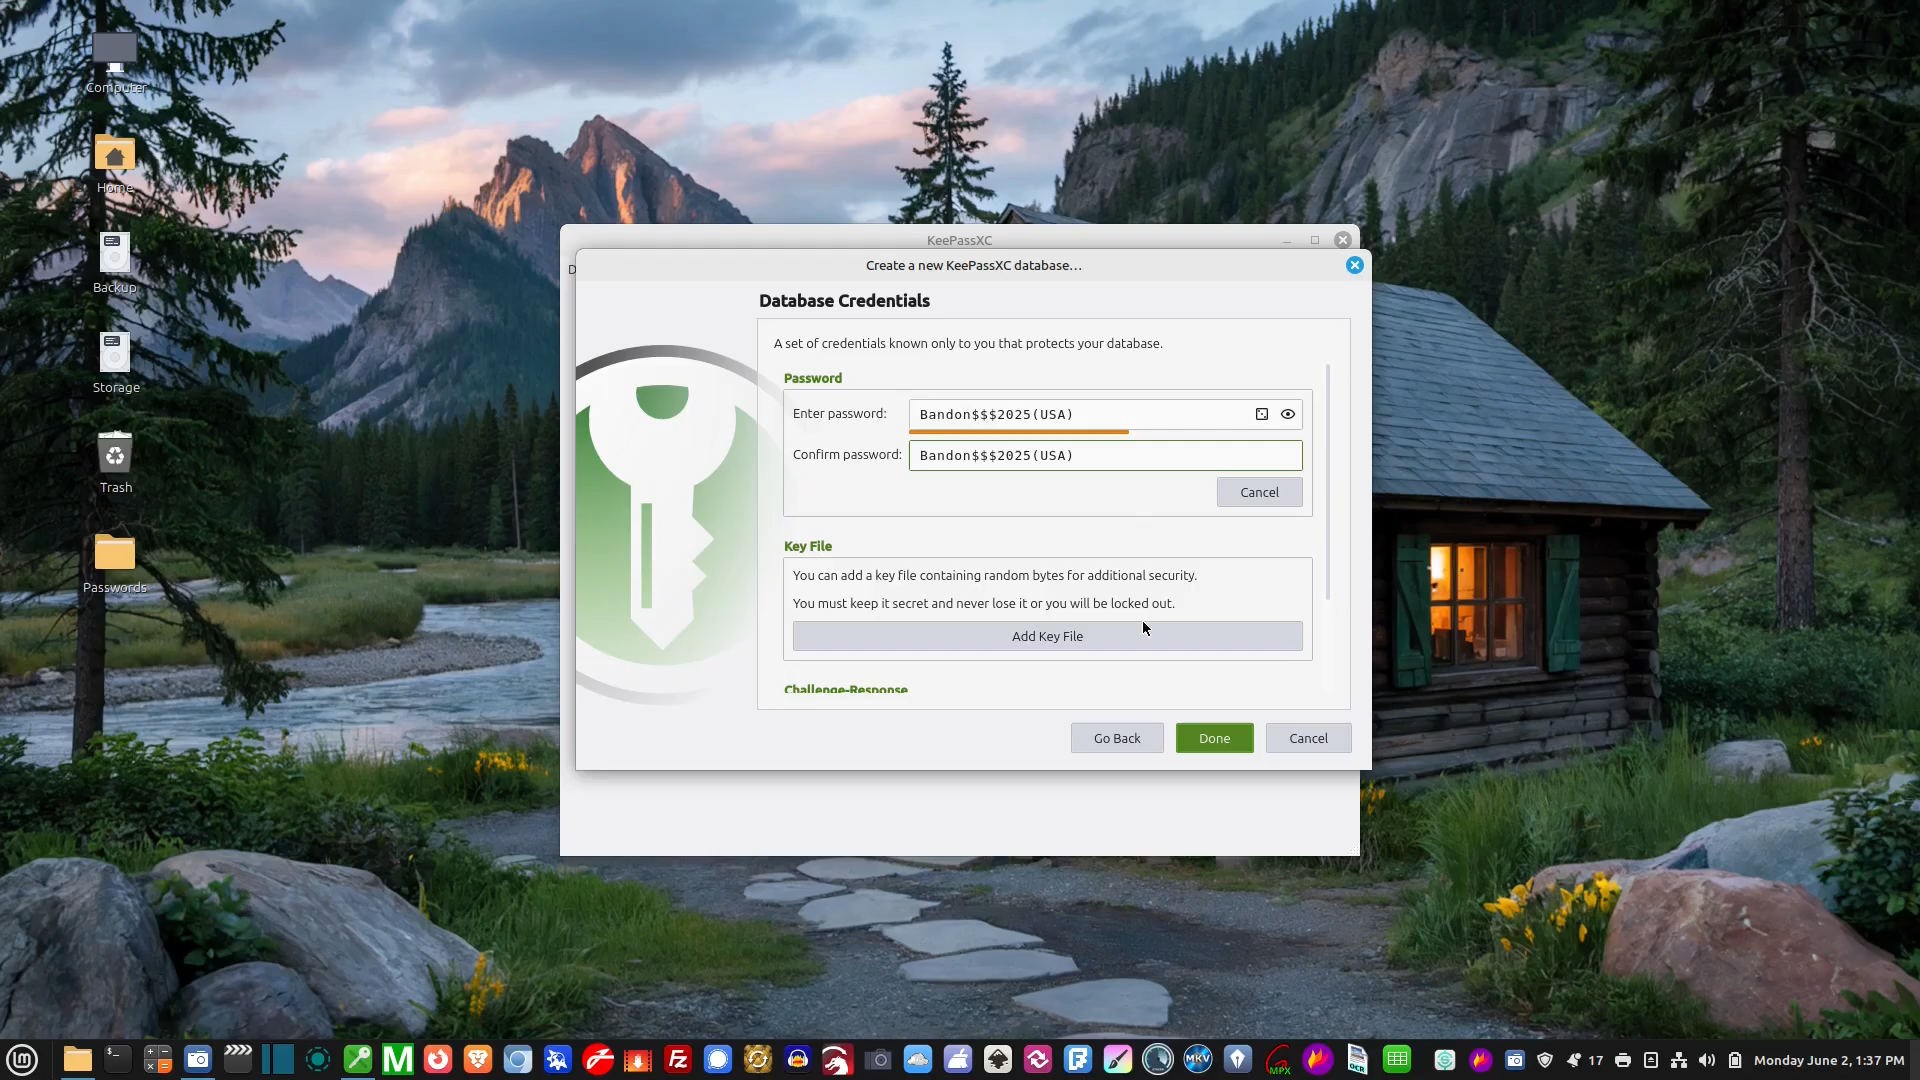 Computer
Home
Backup
Storage
Trash
Passwords
KeePassXC
D
Create a new KeePassXC database…
Database Credentials
A set of credentials known only to you that protects your database.
Password
Enter password: Bandon$$$2025(USA)
Confirm password: Bandon$$$2025(USA)
Cancel
Key File
You can add a key file containing random bytes for additional security.
You must keep it secret and never lose it or you will be locked out.
Add Key File
Challenge-Response
Go Back Done Cancel
$_ M Fz MKV MPX OCR 17 Monday June 2, 1:37 PM